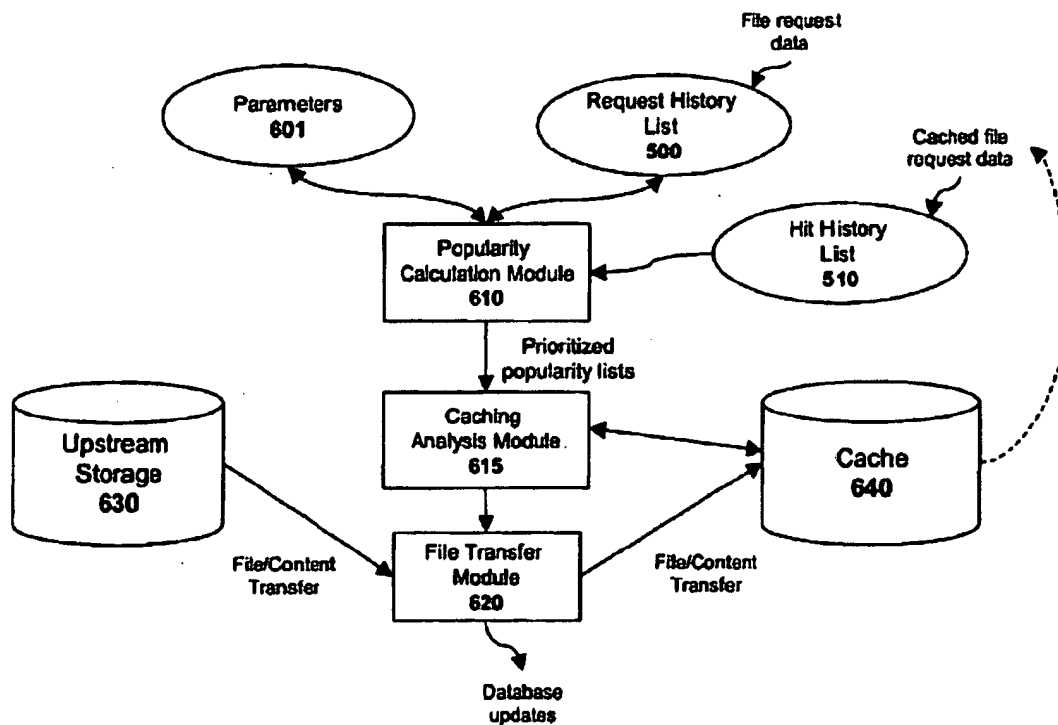 File request
data
Parameters
601
Request History
List
500
Cached file
request data
Hit History
List
510
Popularity
Calculation Module
610
Prioritized
popularity lists
Upstream
Storage
630
Caching
Analysis Module
615
Cache
640
File/Content
Transfer
File Transfer
Module
620
File/Content
Transfer
Database
updates